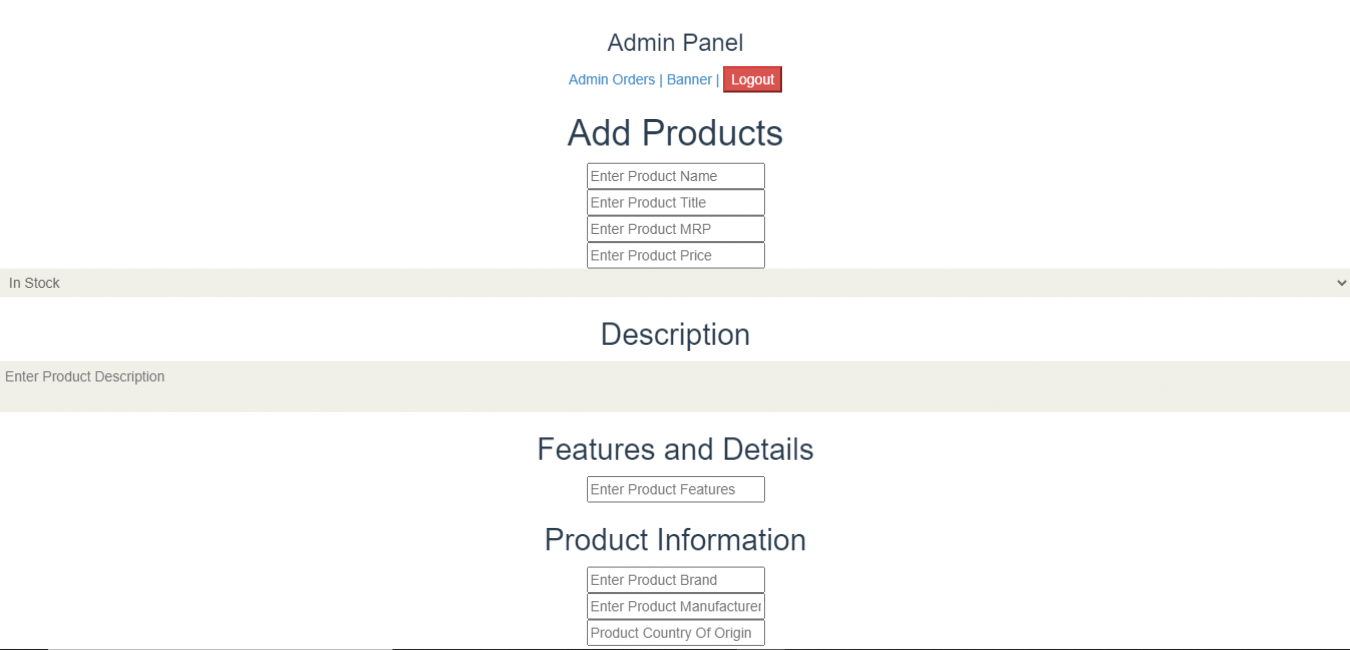 Admin Panel
Admin Orders | Banner | Logout
Add Products
Enter Product Name
Enter Product Title
Enter Product MRP
Enter Product Price
In Stock
Description
Enter Product Description
Features and Details
Enter Product Features
Product Information
Enter Product Brand
Enter Product Manufacturer
Product Country Of Origin